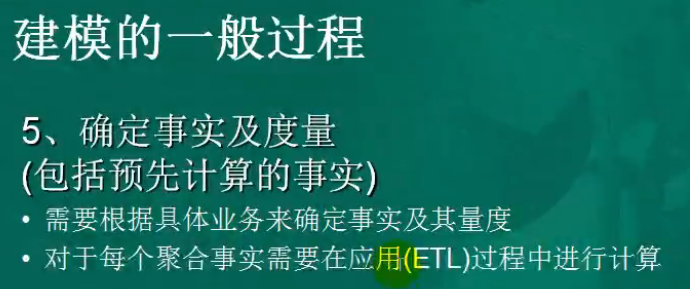 建模的一般过程
5、确定事实及度量
(包括预先计算的事实)
• 需要根据具体业务来确定事实及其量度
• 对于每个聚合事实需要在应用(ETL)过程中进行计算